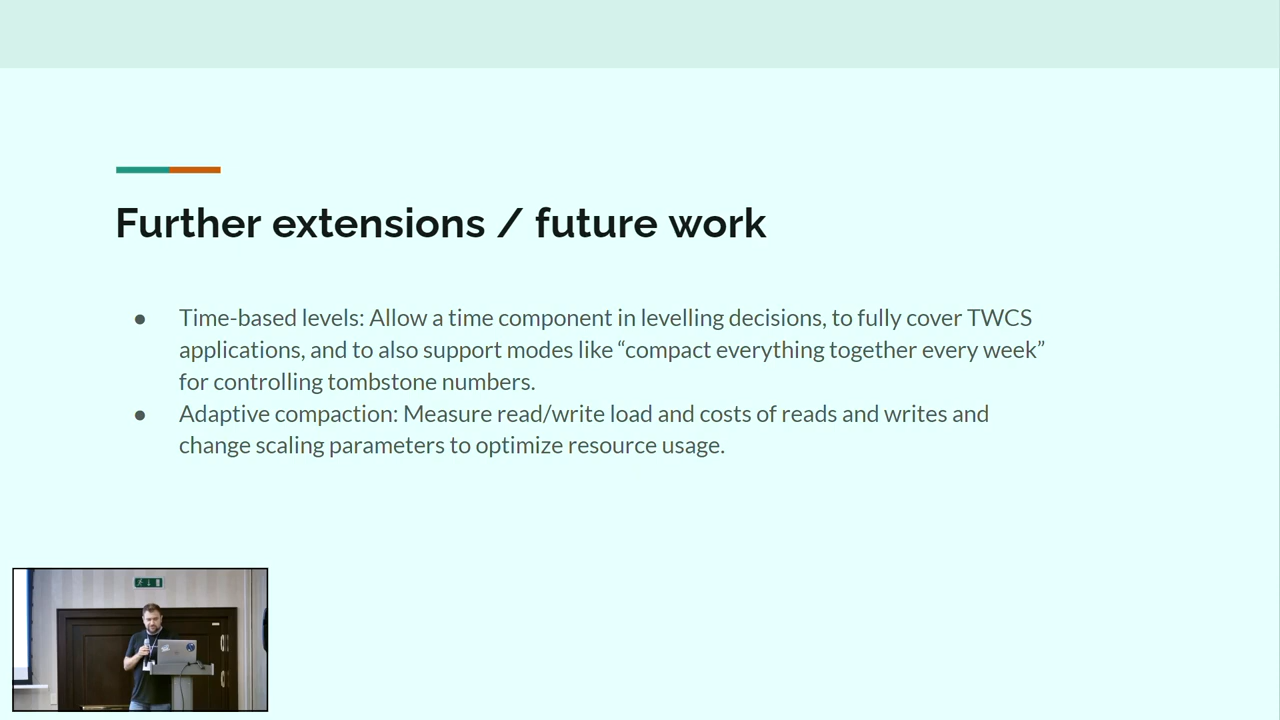 Further extensions / future work
● Time-based levels: Allow a time component in levelling decisions, to fully cover TWCS
applications, and to also support modes like “compact everything together every week”
for controlling tombstone numbers.
● Adaptive compaction: Measure read/write load and costs of reads and writes and
change scaling parameters to optimize resource usage.